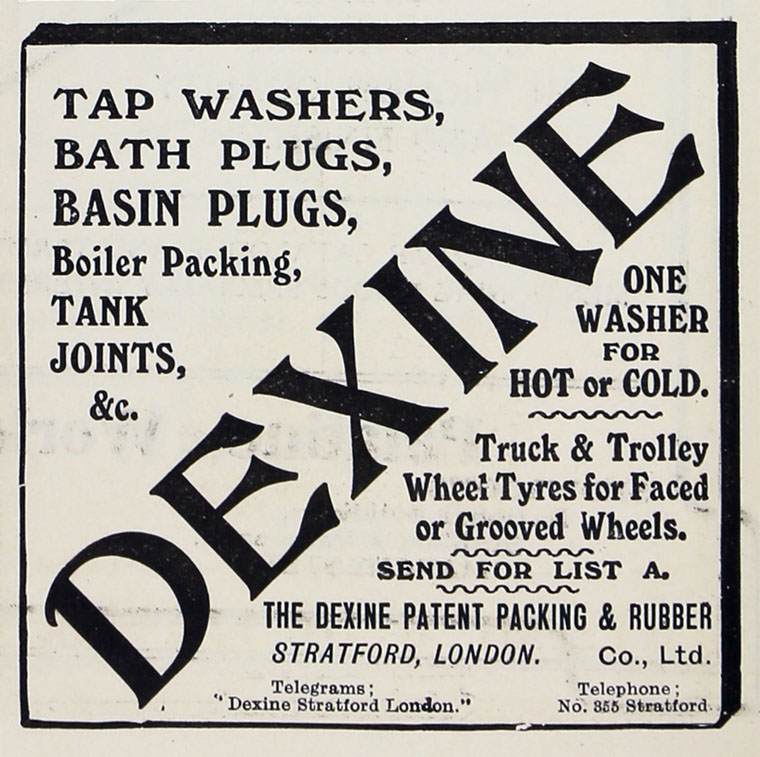 TAP WASHERS,
BATH PLUGS,
BASIN PLUGS,
Boiler Packing,
TANK
JOINTS,
&c.
DEXINE
ONE
WASHER
FOR
HOT or COLD.
Truck & Trolley
Wheel Tyres for Faced
or Grooved Wheels.
SEND FOR LIST A.
THE DEXINE PATENT PACKING & RUBBER
STRATFORD, LONDON. Co., Ltd.
Telegrams; Telephone;
"Dexine Stratford London." No. 355 Stratford